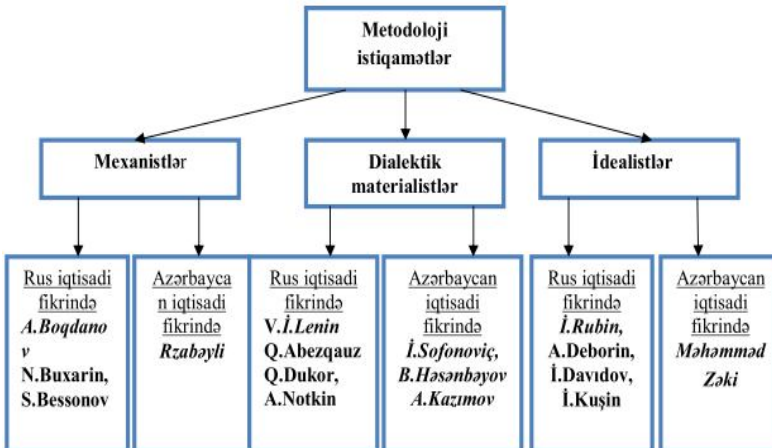 Metodoloji
istiqamətlər
Mexanistlər
Dialektik
materialistlər
İdealistlər
Rus iqtisadi
fikrində
A.Boqdano
v
N.Buxarin,
S.Bessonov
Azərbayca
n iqtisadi
fikrində
Rzabəyli
Rus iqtisadi
fikrində
V.İ.Lenin
Q.Abezqauz
Q.Dukor,
A.Notkin
Azərbaycan
iqtisadi
fikrində
İ.Sofonoviç,
B.Həsənbəyov
A.Kazımov
Rus iqtisadi
fikrində
İ.Rubin,
A.Deborin,
İ.Davıdov,
İ.Kuşin
Azərbaycan
iqtisadi
fikrində
Məhəmməd
Zəki